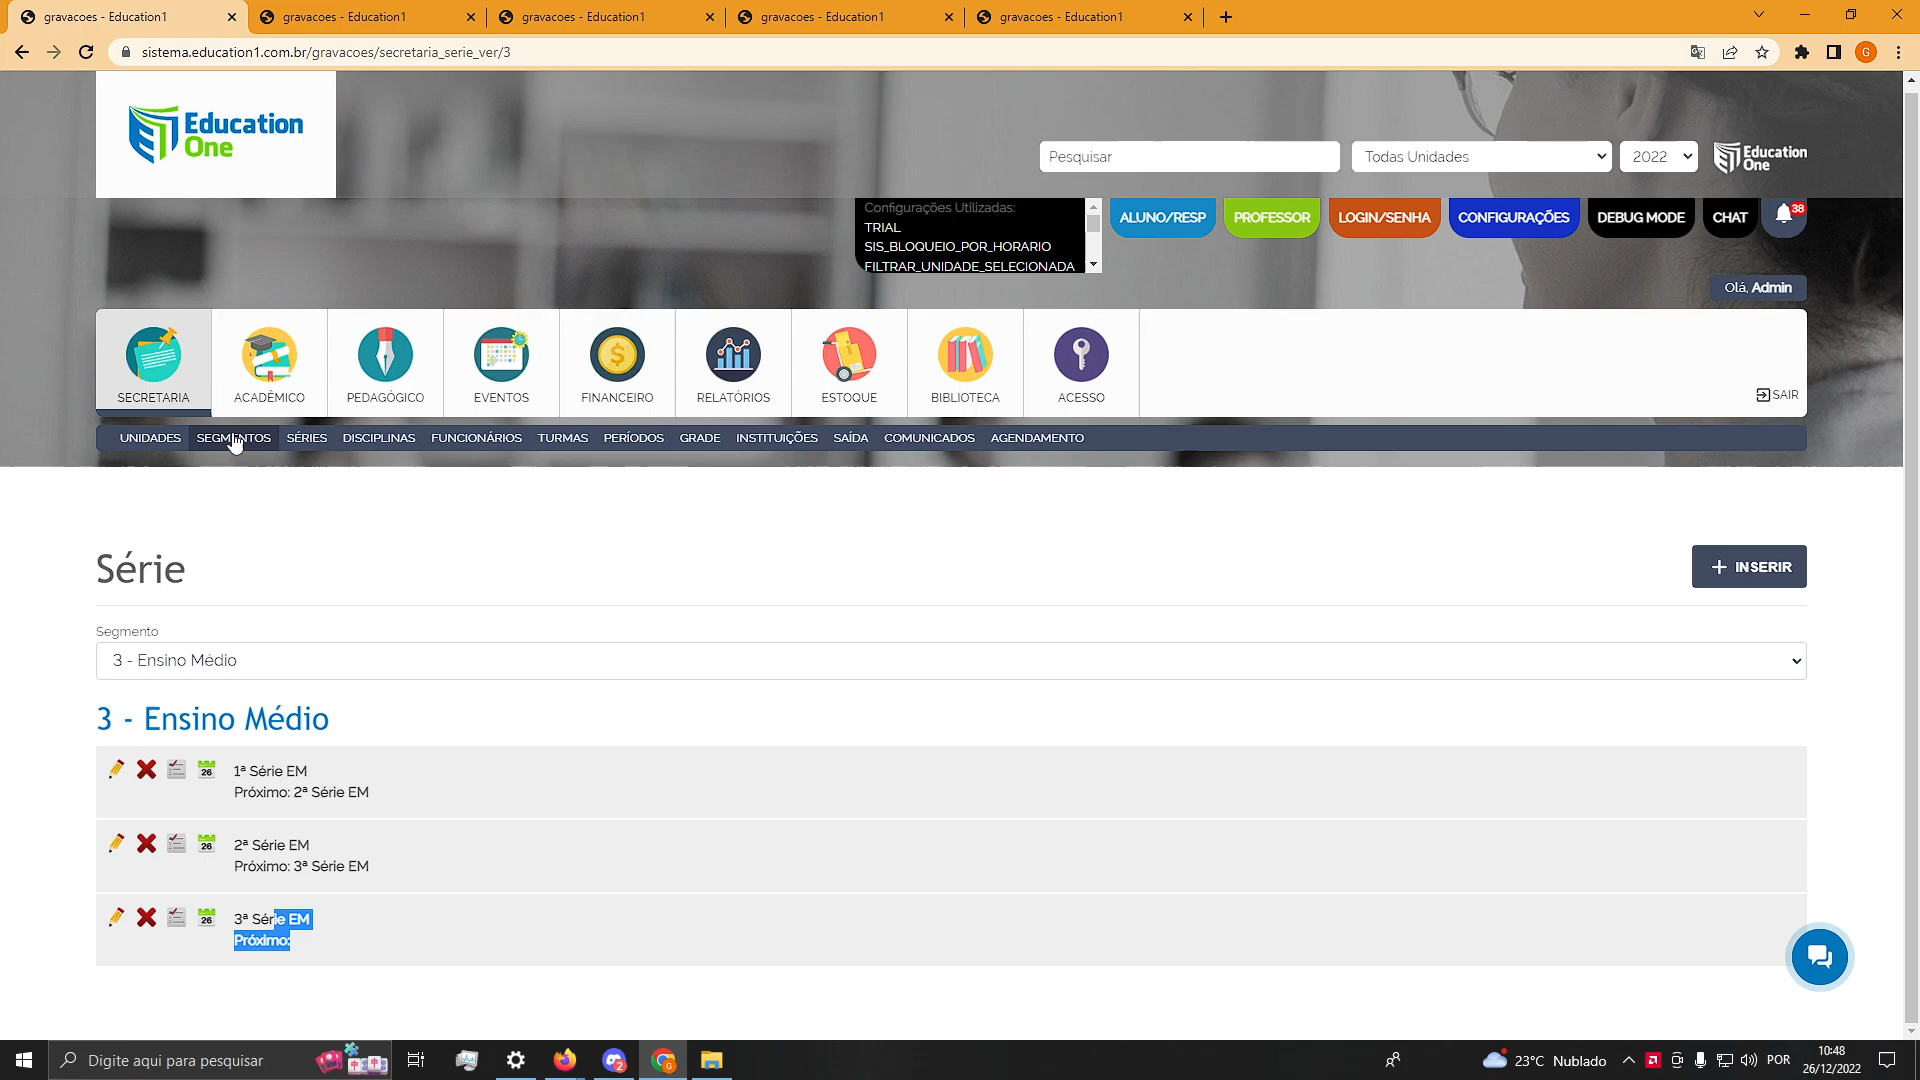 gravacoes - Education1
gravacoes - Education1
gravacoes - Education1
gravacoes - Education1
gravacoes - Education1
sistema.education1.com.br/gravacoes/secretaria_serie_ver/3
G
Education
One
Pesquisar
Todas Unidades
2022
Education
One
Configurações Utilizadas:
TRIAL
SIS_BLOQUEIO_POR_HORARIO
FILTRAR_UNIDADE_SELECIONADA
ALUNO/RESP
PROFESSOR
LOGIN/SENHA
CONFIGURAÇÕES
DEBUG MODE
CHAT
38
Olá, Admin
SECRETARIA
ACADÊMICO
PEDAGÓGICO
EVENTOS
FINANCEIRO
RELATÓRIOS
ESTOQUE
BIBLIOTECA
ACESSO
SAIR
UNIDADES
SEGMENTOS
SÉRIES
DISCIPLINAS
FUNCIONÁRIOS
TURMAS
PERÍODOS
GRADE
INSTITUIÇÕES
SAÍDA
COMUNICADOS
AGENDAMENTO
Série
+ INSERIR
Segmento
3 - Ensino Médio
3 - Ensino Médio
26
1ª Série EM
Próximo: 2ª Série EM
26
2ª Série EM
Próximo: 3ª Série EM
26
3ª Série EM
Próximo:
Digite aqui para pesquisar
2
G
23°C Nublado
POR
10:48
26/12/2022